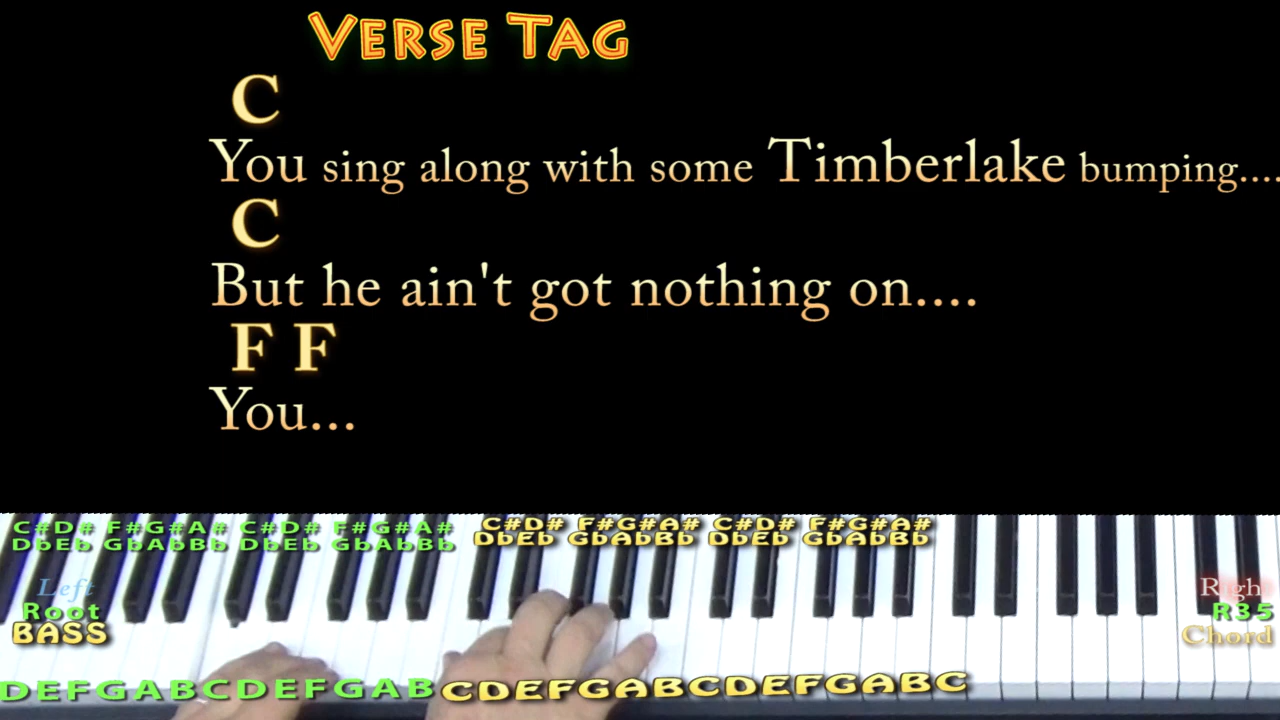 VERSE TAG
C
You sing along with some Timberlake bumping....
C
But he ain't got nothing on....
F F
You...
C#D# F#G#A# C#D# F#G#A# C#D# F#G#A# C#D# F#G#A#
DbEb GbAbBb DbEb GbAbBb DbEb GbAbBb DbEb GbAbBb
Left
Root
BASS
Right
R35
Chord
DEFGABCDEFGAB CDEFGABCDEFGABC